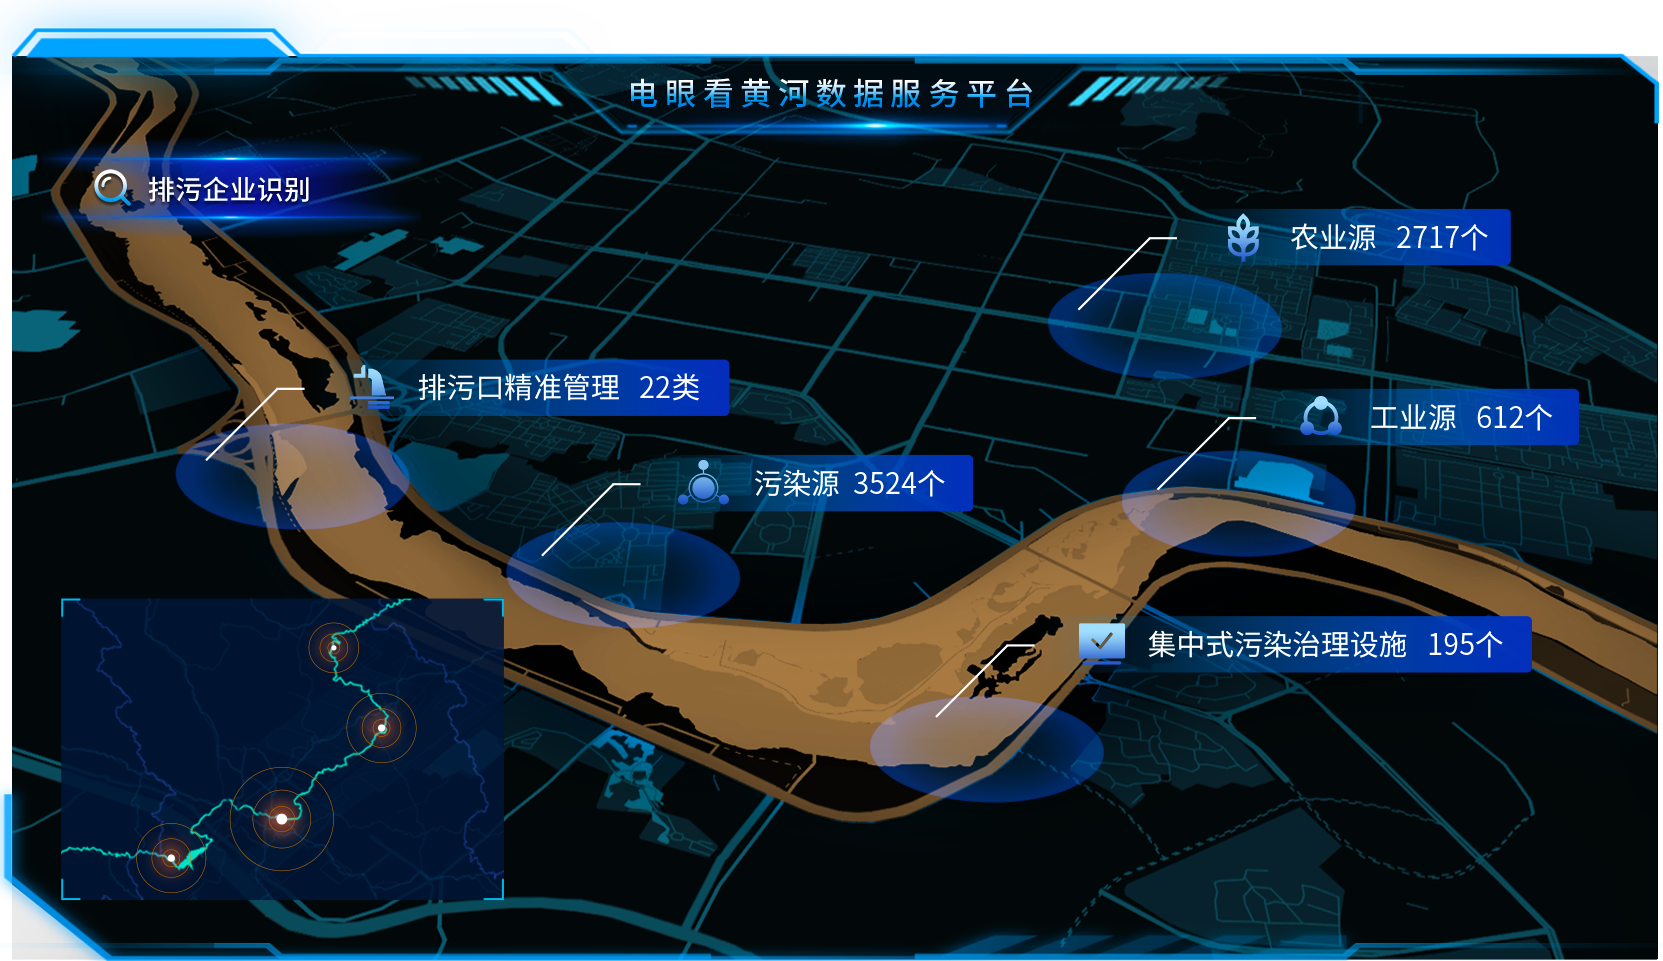 电眼看黄河数据服务平台
排污企业识别
农业源 2717个
排污口精准管理 22类
工业源 612个
污染源 3524个
集中式污染治理设施 195个